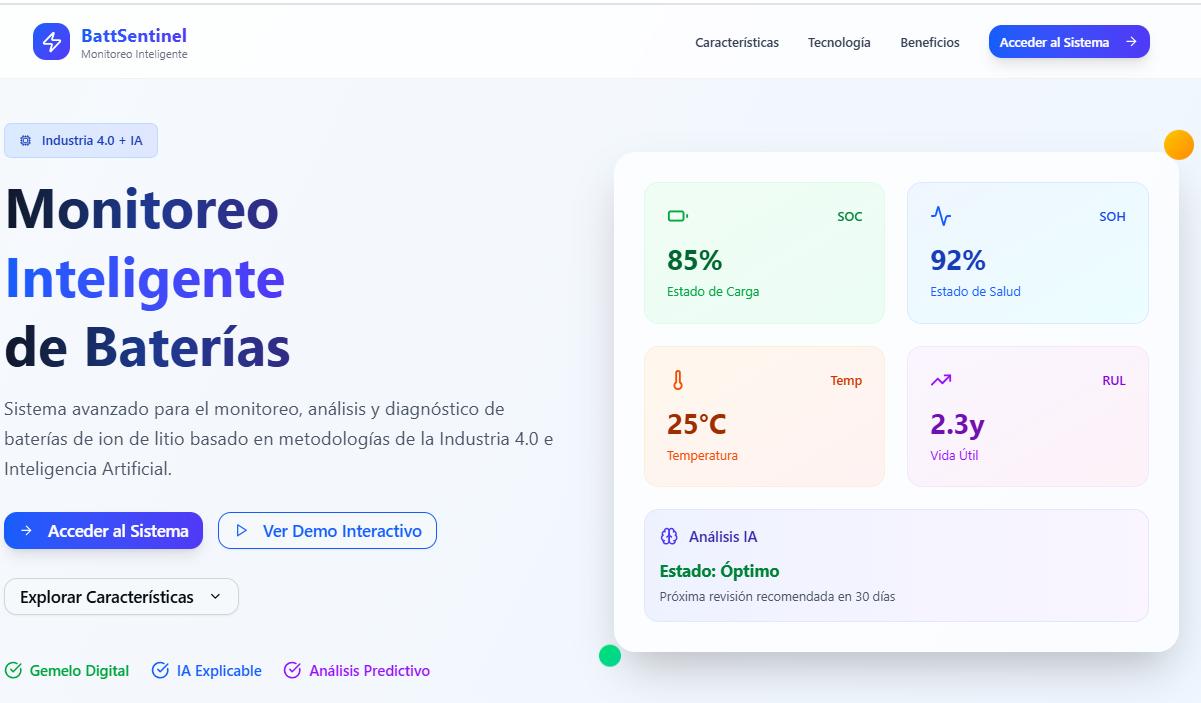 BattSentinel
Monitoreo Inteligente
Características
Tecnología
Beneficios
Acceder al Sistema
Industria 4.0 + IA
Monitoreo
Inteligente
de Baterías
Sistema avanzado para el monitoreo, análisis y diagnóstico de
baterías de ion de litio basado en metodologías de la Industria 4.0 e
Inteligencia Artificial.
Acceder al Sistema
Ver Demo Interactivo
Explorar Características
Gemelo Digital
IA Explicable
Análisis Predictivo
SOC
85%
Estado de Carga
SOH
92%
Estado de Salud
Temp
25°C
Temperatura
RUL
2.3y
Vida Útil
Análisis IA
Estado: Óptimo
Próxima revisión recomendada en 30 días